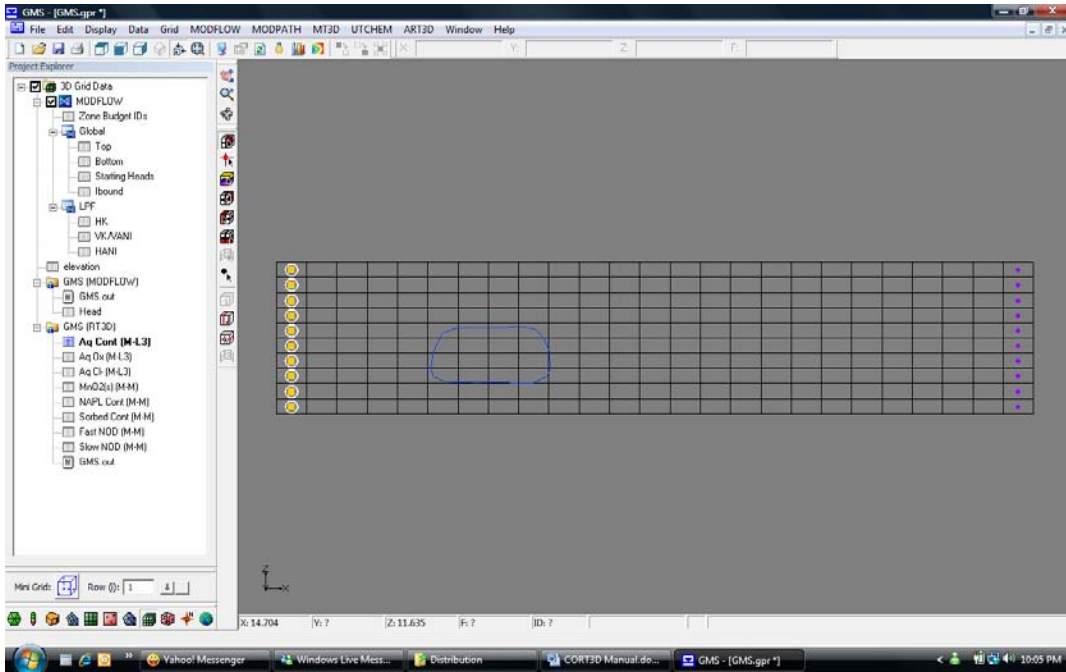 GMS - [GMS.gpr *]
File Edit Display Data Grid MODFLOW MODPATH MT3D UTCHEM ART3D Window Help
X: Y: Z: F:
Project Explorer
3D Grid Data
MODFLOW
Zone Budget IDs
Global
Top
Bottom
Starting Heads
Ibound
LPF
HK
VK/VANI
HANI
elevation
GMS (MODFLOW)
GMS.out
Head
GMS (RT3D)
Aq Cont (M-L3)
Aq Ox (M-L3)
Aq Cl- (M-L3)
MnO2(s) (M-M)
NAPL Cont (M-M)
Sorbed Cont (M-M)
Fast NOD (M-M)
Slow NOD (M-M)
GMS.out
Z
X
Mini Grid: Row (I): 1
X: 14.704 Y: ? Z: 11.635 F: ? ID: ?
Yahoo! Messenger Windows Live Mess... Distribution CORT3D Manual.do... GMS - [GMS.gpr *] 10:05 PM